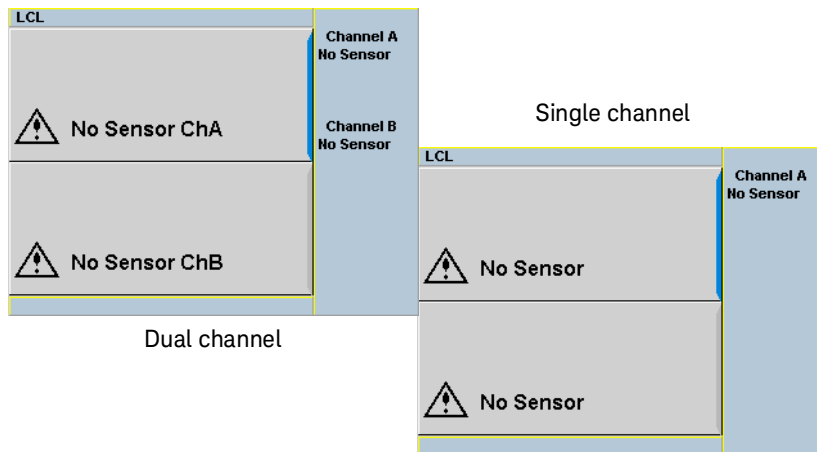 LCL
Channel A
No Sensor
No Sensor ChA
Channel B
No Sensor
No Sensor ChB
Dual channel
Single channel
LCL
Channel A
No Sensor
No Sensor
No Sensor